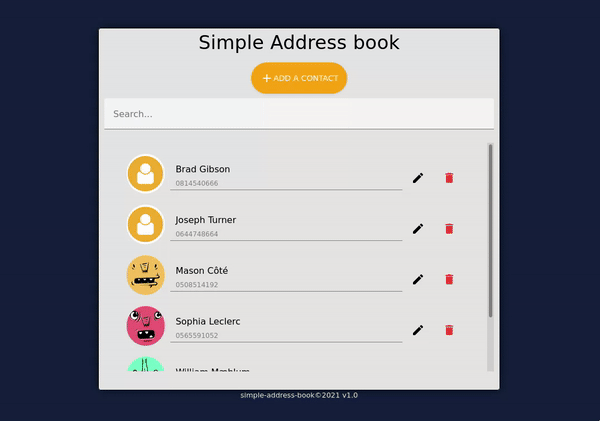 Simple Address book
+ ADD A CONTACT
Search...
Brad Gibson
0814540666
Joseph Turner
0644748664
Mason Côté
0508514192
Sophia Leclerc
0565591052
William
simple-address-book©2021 v1.0